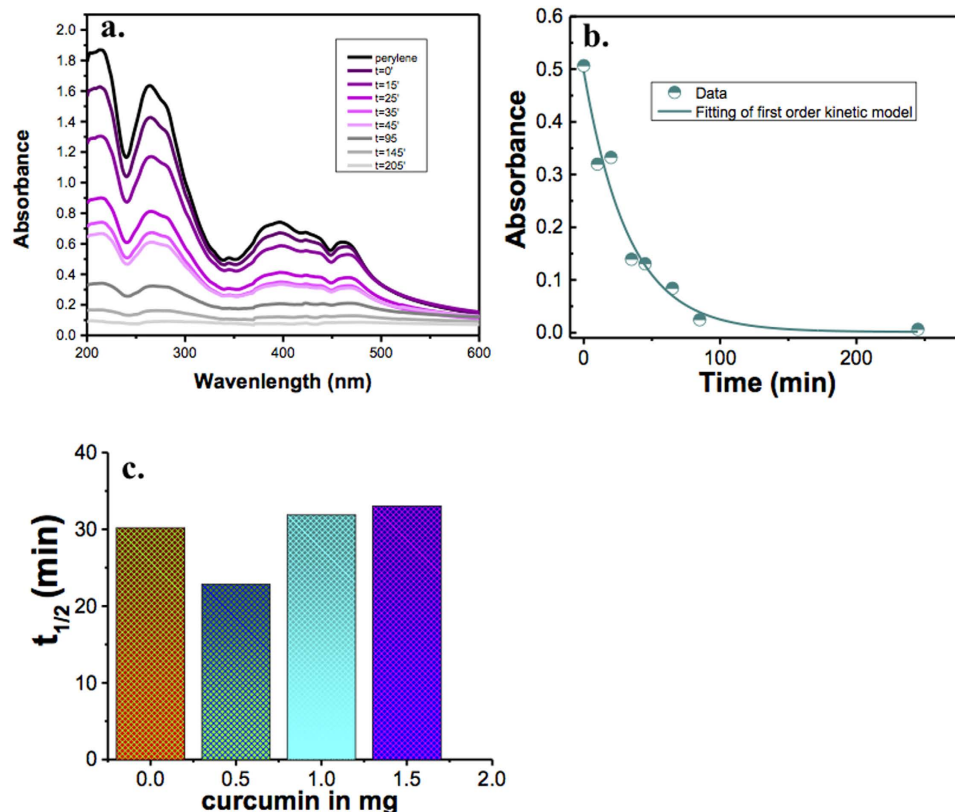 a.
2.0
1.8
1.6
1.4
1.2
1.0
0.8
0.6
0.4
0.2
0.0
Absorbance
perylene
t=0'
t=15'
t=25'
t=35'
t=45'
t=95
t=145'
t=205'
200 300 400 500 600
Wavenlength (nm)
b.
0.6
0.5
0.4
0.3
0.2
0.1
0.0
Absorbance
Data
Fitting of first order kinetic model
0 100 200
Time (min)
c.
40
30
20
10
0
t1/2 (min)
0.0 0.5 1.0 1.5 2.0
curcumin in mg